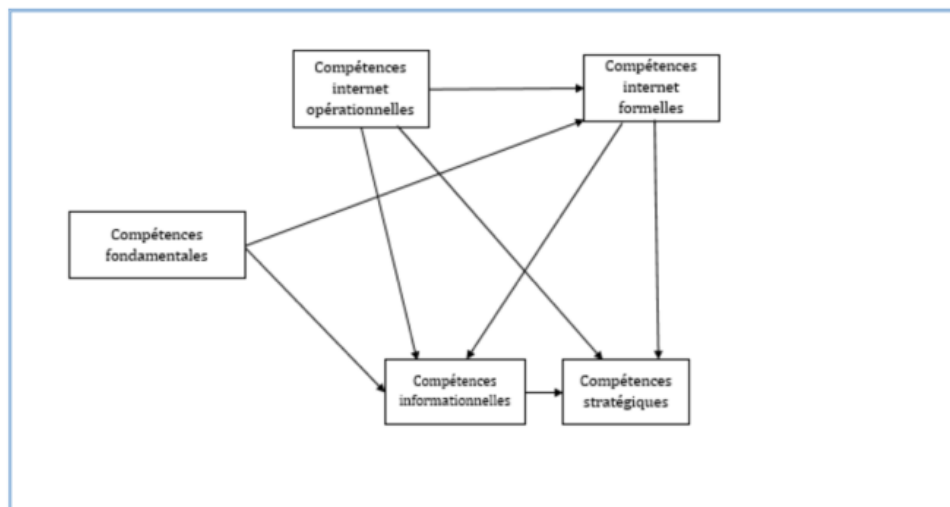 Compétences
internet
opérationnelles
Compétences
internet
formelles
Compétences
fondamentales
Compétences
informationnelles
Compétences
stratégiques